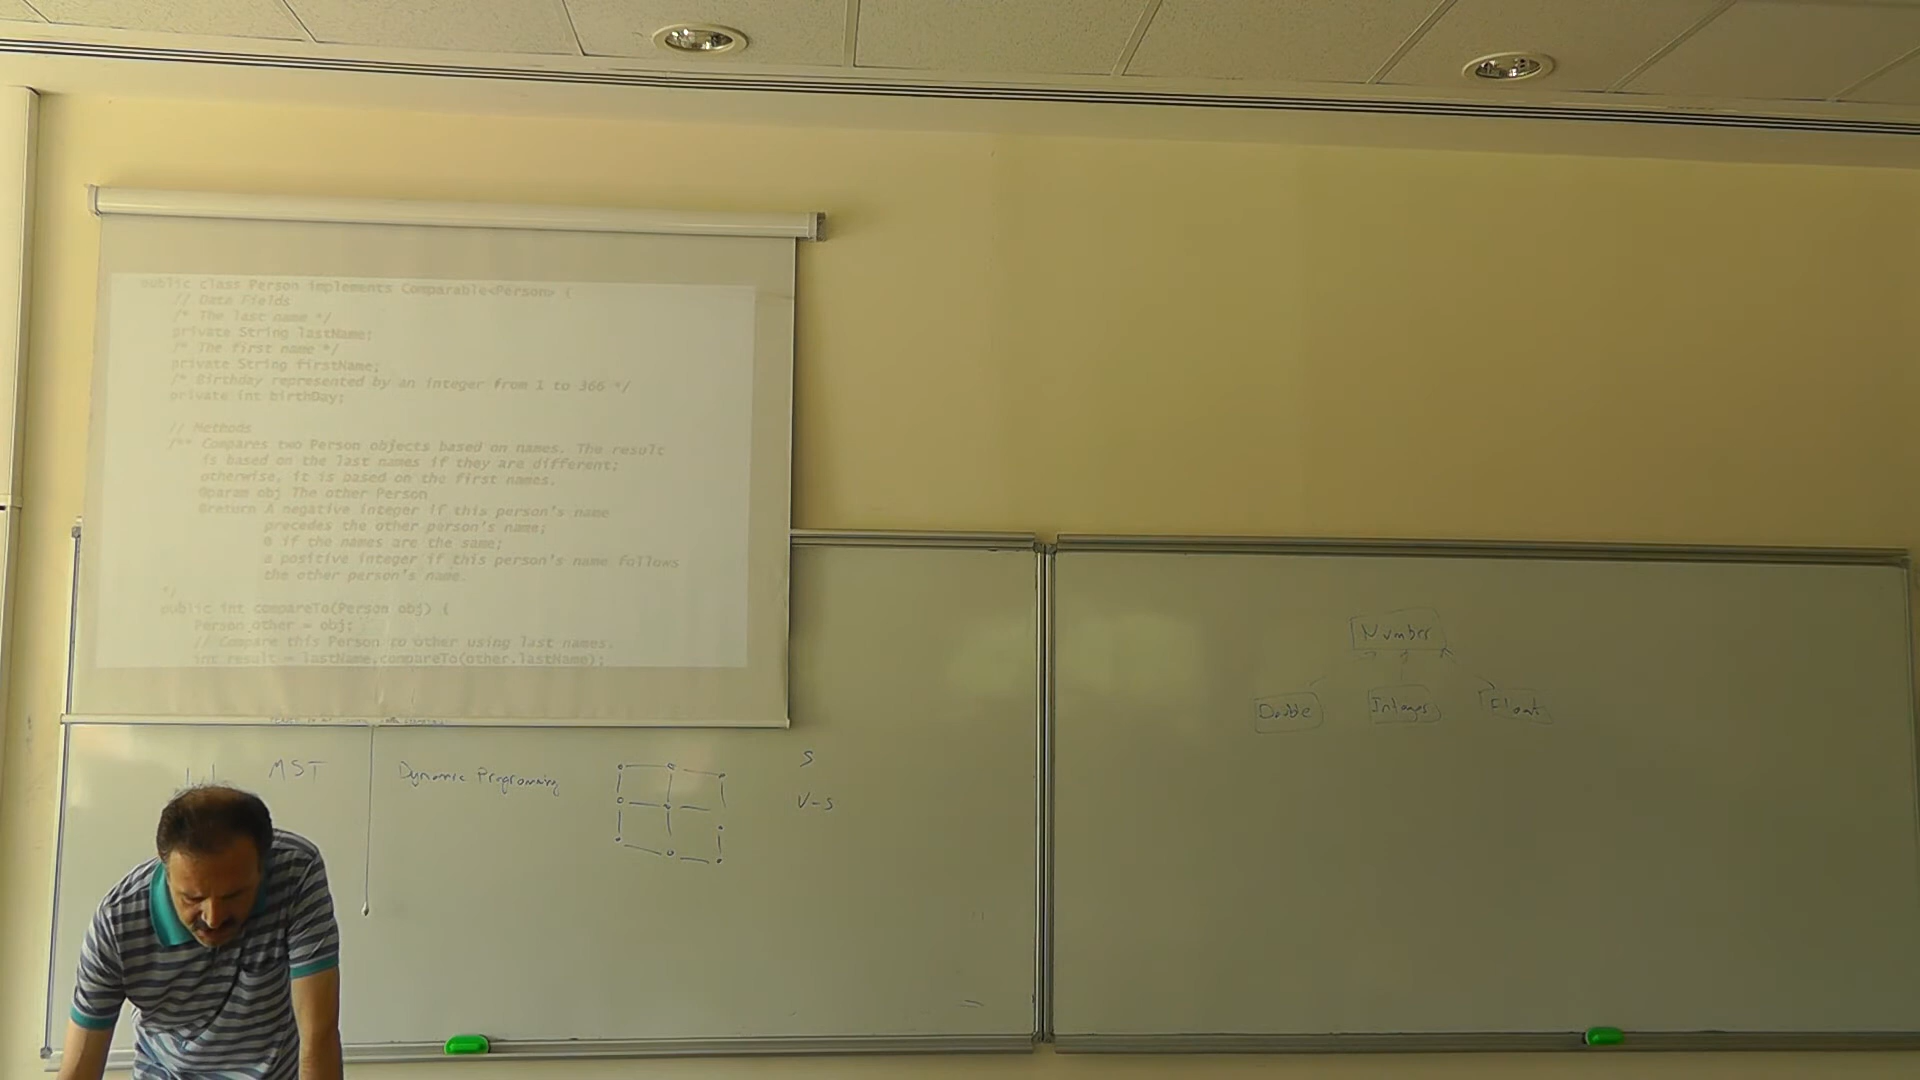 public class Person implements Comparable<Person> {
// Data Fields
/* The last name */
private String lastName;
/* The first name */
private String firstName;
/* Birthday represented by an integer from 1 to 366 */
private int birthDay;
// Methods
/** Compares two Person objects based on names. The result
is based on the last names if they are different;
otherwise, it is based on the first names.
@param obj The other Person
@return A negative integer if this person's name
precedes the other person's name;
0 if the names are the same;
a positive integer if this person's name follows
the other person's name.
*/
public int compareTo(Person obj) {
Person other = obj;
// Compare this Person to other using last names.
int result = lastName.compareTo(other.lastName);
MST
Dynamic Programming
S
V-S
Number
Double
Integer
Float